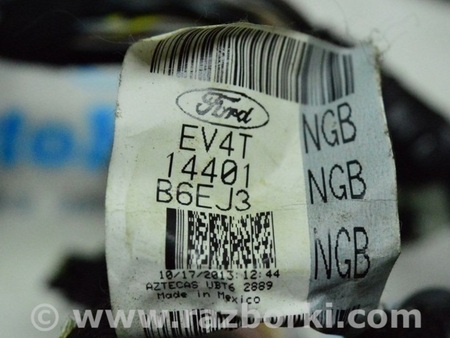 Ford
EV4T
14401
B6EJ3
NGB
NGB
NGB
10/17/2013 12:44
AZTECAS UBT6 2889
Made in Mexico
www.razborki.com